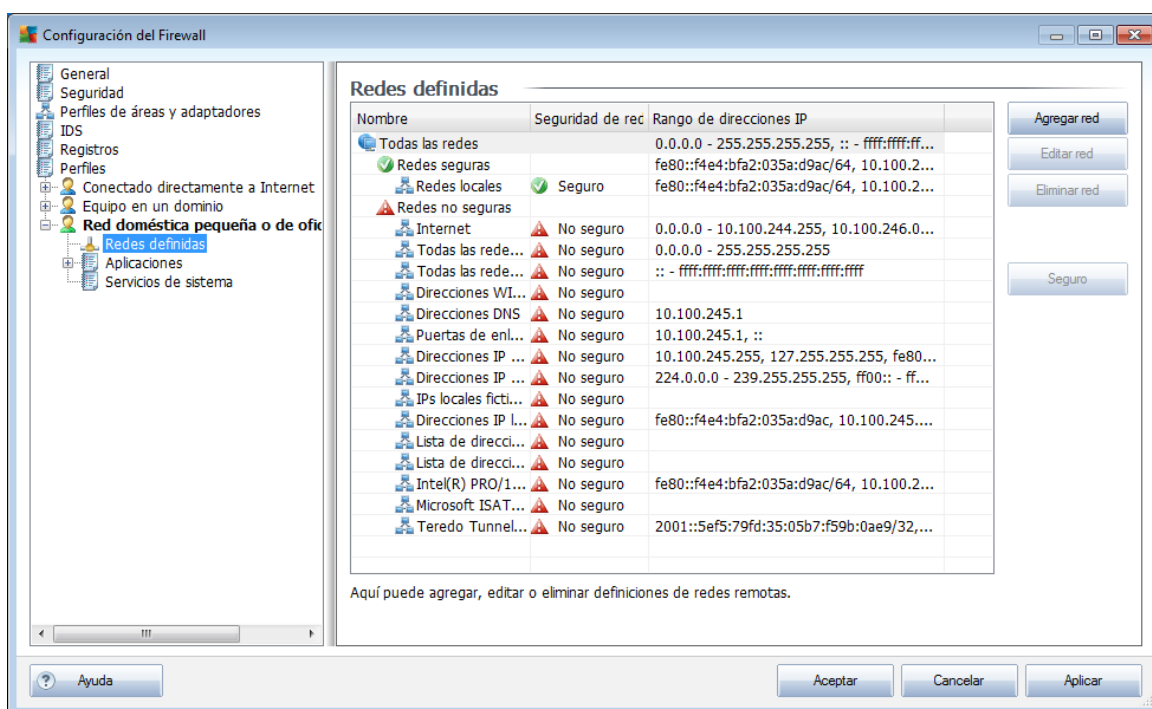 Configuración del Firewall
General
Seguridad
Perfiles de áreas y adaptadores
IDS
Registros
Perfiles
Conectado directamente a Internet
Equipo en un dominio
Red doméstica pequeña o de ofic
Redes definidas
Aplicaciones
Servicios de sistema
Redes definidas
Nombre Seguridad de red Rango de direcciones IP
Todas las redes 0.0.0.0 - 255.255.255.255, :: - ffff:ffff:ff...
Redes seguras fe80::f4e4:bfa2:035a:d9ac/64, 10.100.2...
Redes locales Seguro fe80::f4e4:bfa2:035a:d9ac/64, 10.100.2...
Redes no seguras
Internet No seguro 0.0.0.0 - 10.100.244.255, 10.100.246.0...
Todas las rede... No seguro 0.0.0.0 - 255.255.255.255
Todas las rede... No seguro :: - ffff:ffff:ffff:ffff:ffff:ffff:ffff:ffff
Direcciones WI... No seguro
Direcciones DNS No seguro 10.100.245.1
Puertas de enl... No seguro 10.100.245.1, ::
Direcciones IP ... No seguro 10.100.245.255, 127.255.255.255, fe80...
Direcciones IP ... No seguro 224.0.0.0 - 239.255.255.255, ff00:: - ff...
IPs locales ficti... No seguro
Direcciones IP l... No seguro fe80::f4e4:bfa2:035a:d9ac, 10.100.245....
Lista de direcci... No seguro
Lista de direcci... No seguro
Intel(R) PRO/1... No seguro fe80::f4e4:bfa2:035a:d9ac/64, 10.100.2...
Microsoft ISAT... No seguro
Teredo Tunnel... No seguro 2001::5ef5:79fd:35:05b7:f59b:0ae9/32,...
Agregar red
Editar red
Eliminar red
Seguro
Aquí puede agregar, editar o eliminar definiciones de redes remotas.
Ayuda
Aceptar
Cancelar
Aplicar